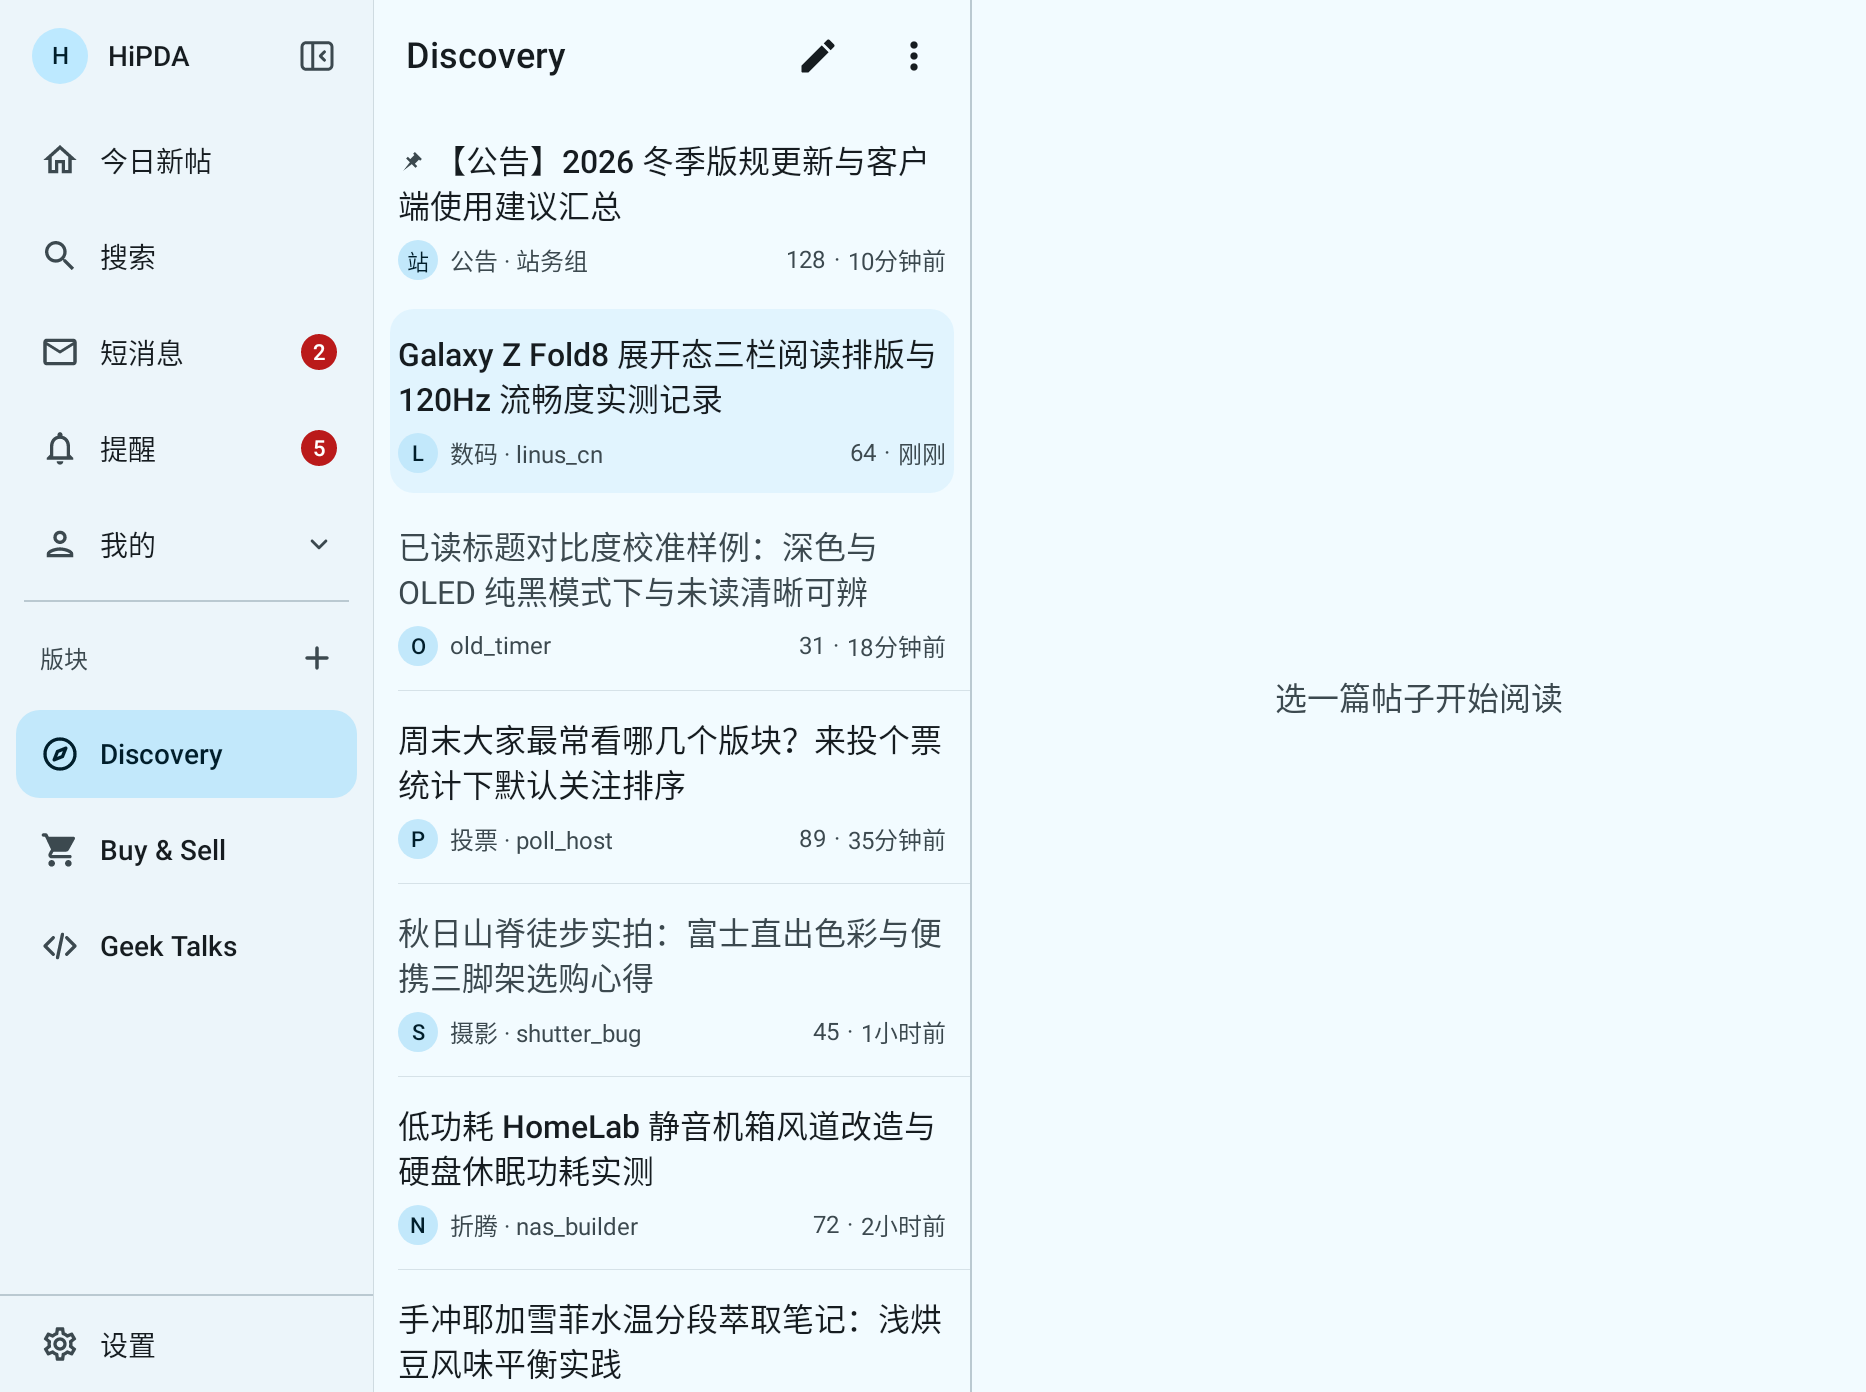 H HiPDA
今日新帖
搜索
短消息 2
提醒 5
我的
版块
Discovery
Buy & Sell
Geek Talks
设置
Discovery
【公告】2026 冬季版规更新与客户
端使用建议汇总
站 公告 · 站务组 128 · 10分钟前
Galaxy Z Fold8 展开态三栏阅读排版与
120Hz 流畅度实测记录
L 数码 · linus_cn 64 · 刚刚
已读标题对比度校准样例：深色与
OLED 纯黑模式下与未读清晰可辨
O old_timer 31 · 18分钟前
周末大家最常看哪几个版块？来投个票
统计下默认关注排序
P 投票 · poll_host 89 · 35分钟前
秋日山脊徒步实拍：富士直出色彩与便
携三脚架选购心得
S 摄影 · shutter_bug 45 · 1小时前
低功耗 HomeLab 静音机箱风道改造与
硬盘休眠功耗实测
N 折腾 · nas_builder 72 · 2小时前
手冲耶加雪菲水温分段萃取笔记：浅烘
豆风味平衡实践
选一篇帖子开始阅读